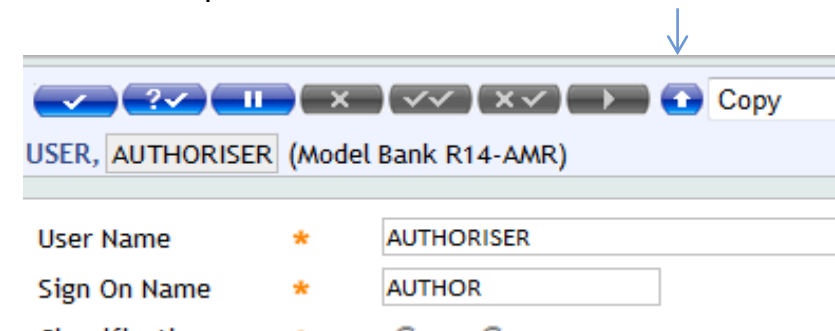 Copy
USER, AUTHORISER (Model Bank R14-AMR)
User Name * AUTHORISER
Sign On Name * AUTHOR